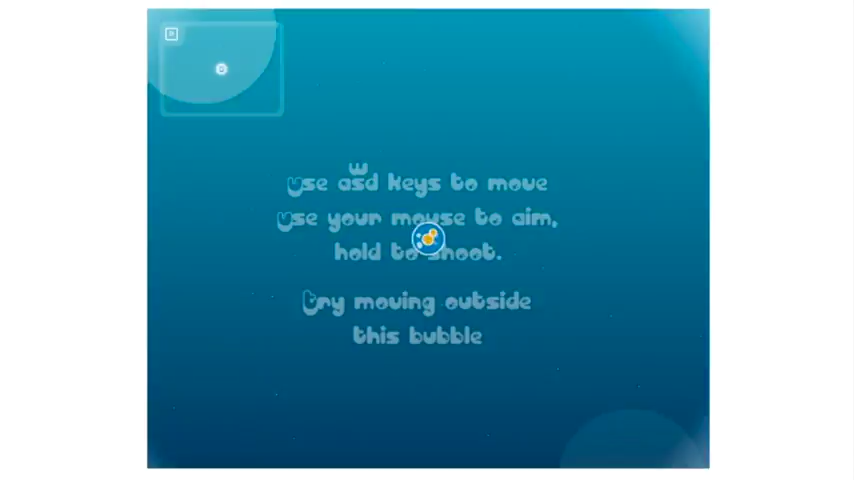 w
use asd keys to move
use your mouse to aim,
hold to shoot.
try moving outside
this bubble